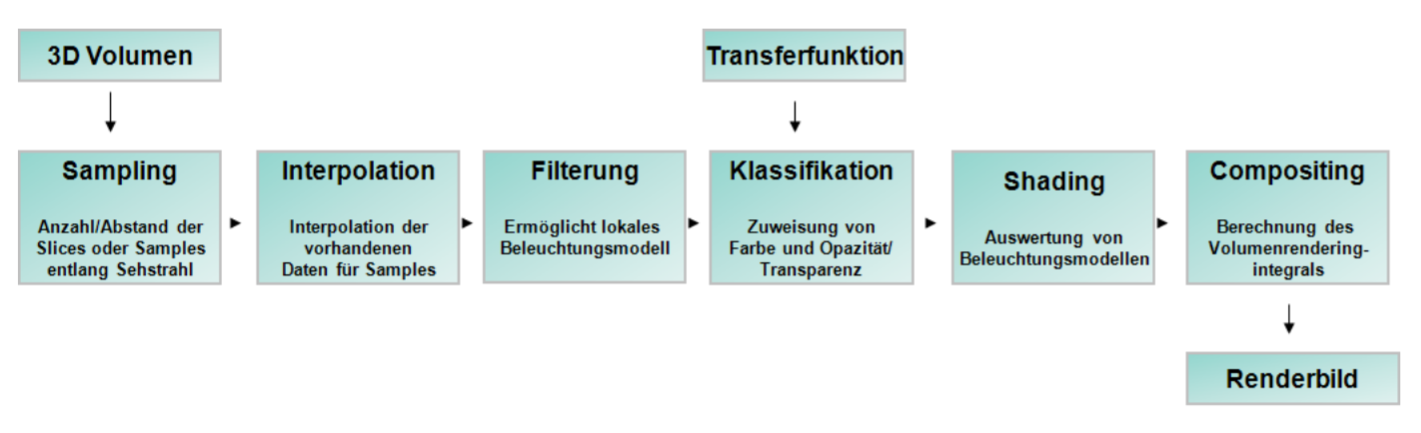 3D Volumen
Transferfunktion
Sampling
Anzahl/Abstand der
Slices oder Samples
entlang Sehstrahl
Interpolation
Interpolation der
vorhandenen
Daten für Samples
Filterung
Ermöglicht lokales
Beleuchtungsmodell
Klassifikation
Zuweisung von
Farbe und Opazität/
Transparenz
Shading
Auswertung von
Beleuchtungsmodellen
Compositing
Berechnung des
Volumenrendering-
integrals
Renderbild